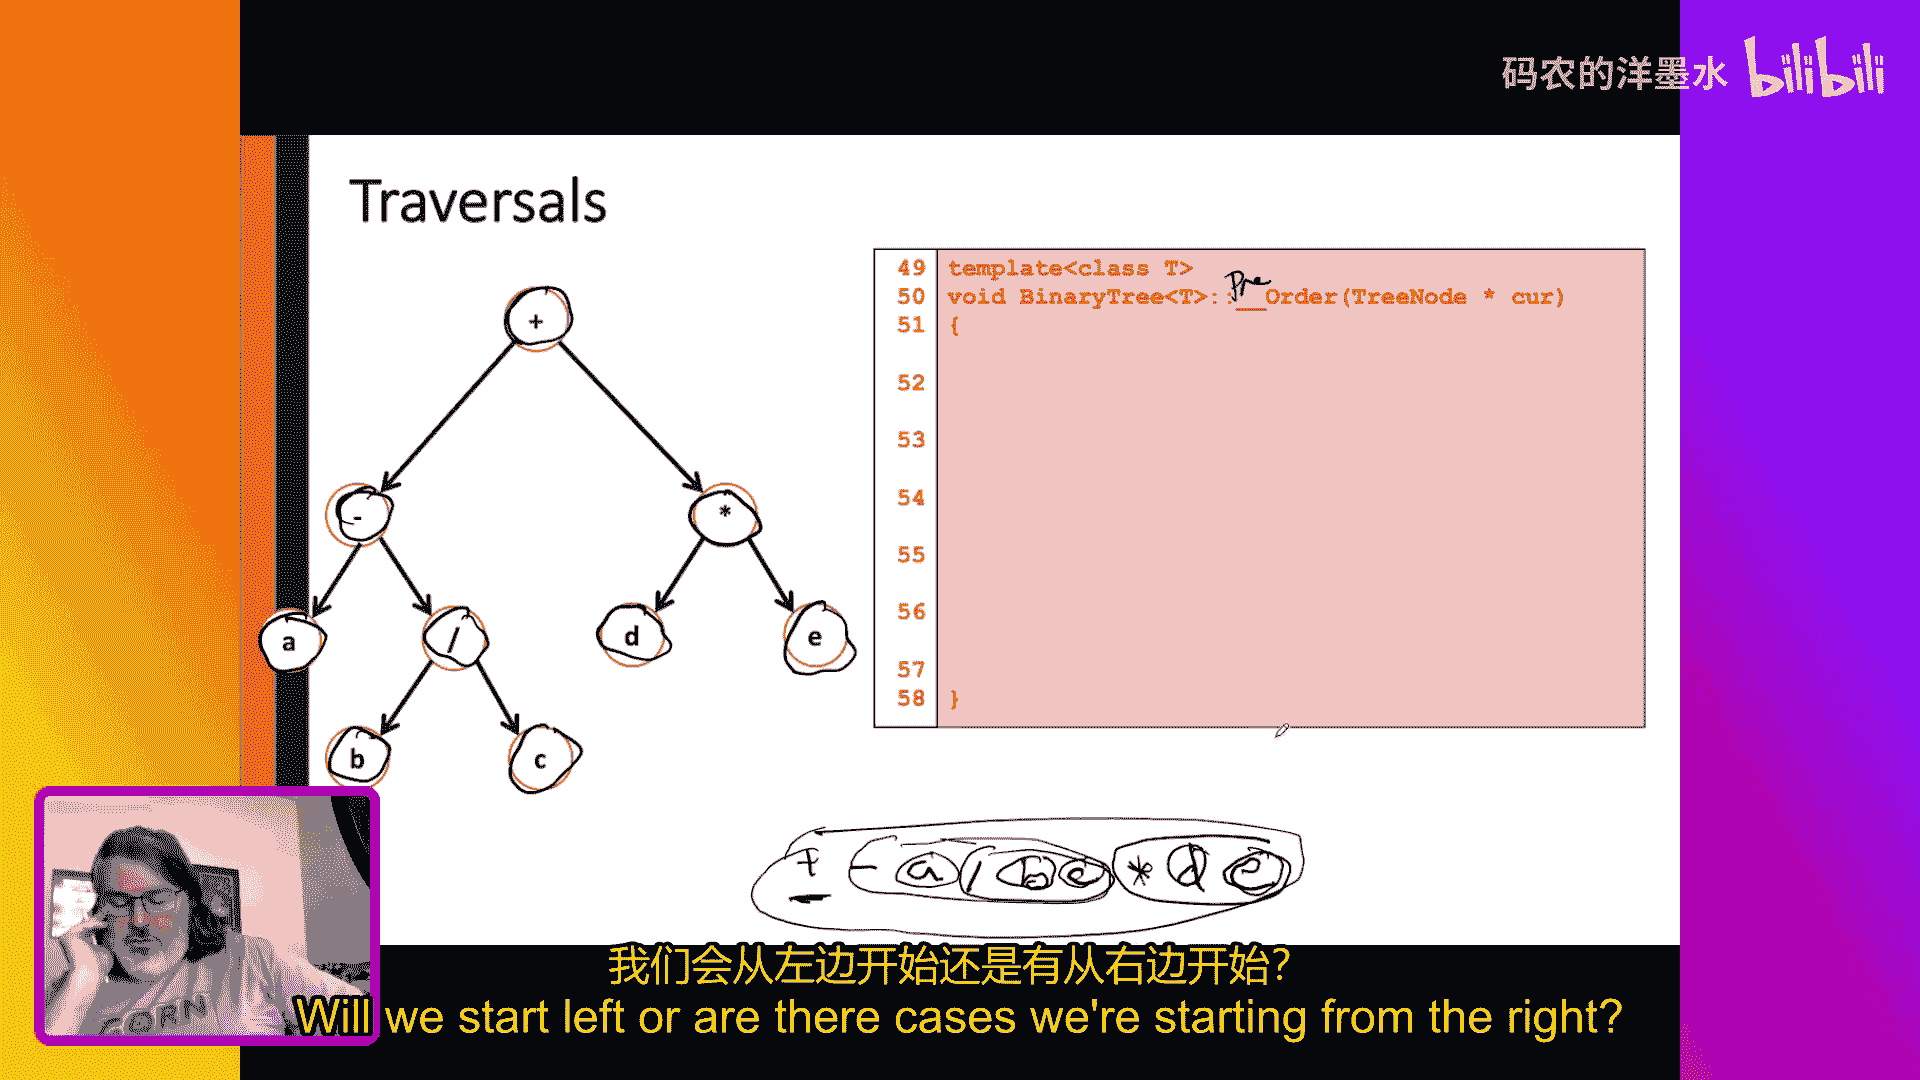 码农的洋墨水 bilibili
Traversals
49 template<class T>
50 void BinaryTree<T>::__Order(TreeNode * cur)
Pre
51 {
52
53
54
55
56
57
58 }
+
-
*
a
/
d
e
b
c
+ - a / b c * d e
CORN
我们会从左边开始还是有从右边开始?
Will we start left or are there cases we're starting from the right?